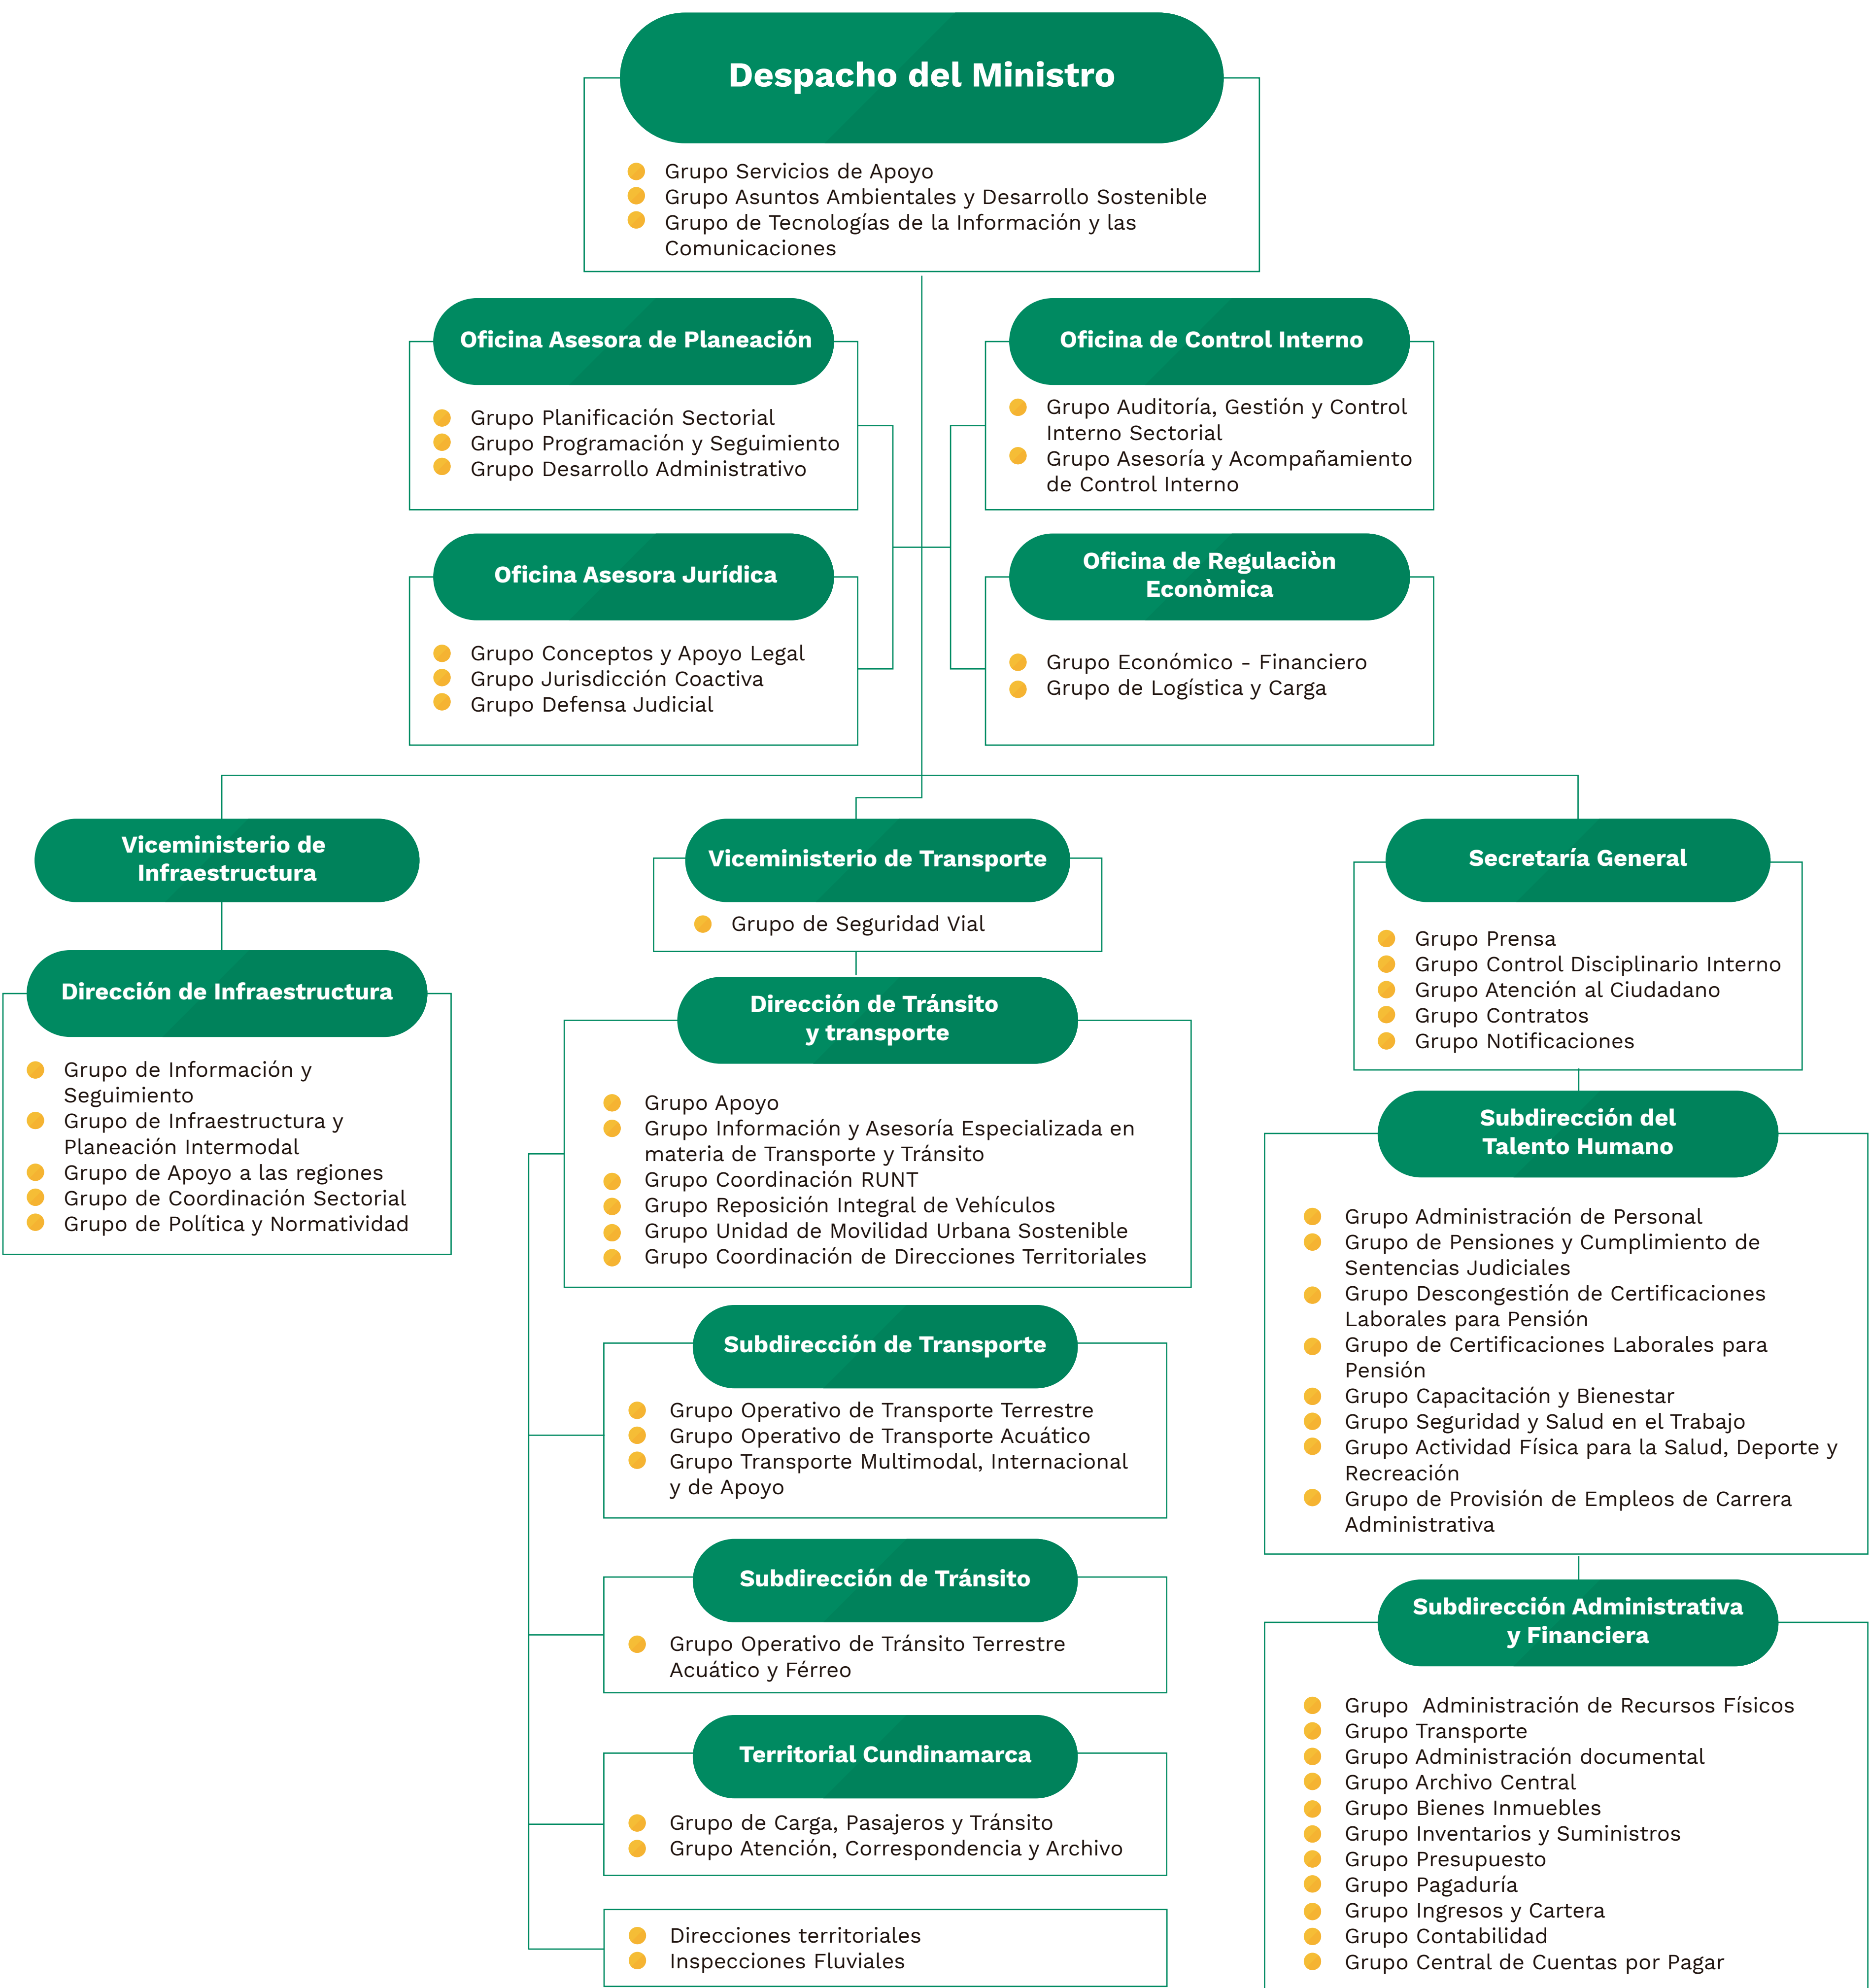 Despacho del Ministro
Grupo Servicios de Apoyo
Grupo Asuntos Ambientales y Desarrollo Sostenible
Grupo de Tecnologías de la Información y las
Comunicaciones
Oficina Asesora de Planeación
Grupo Planificación Sectorial
Grupo Programación y Seguimiento
Grupo Desarrollo Administrativo
Oficina de Control Interno
Grupo Auditoría, Gestión y Control
Interno Sectorial
Grupo Asesoría y Acompañamiento
de Control Interno
Oficina Asesora Jurídica
Grupo Conceptos y Apoyo Legal
Grupo Jurisdicción Coactiva
Grupo Defensa Judicial
Oficina de Regulaciòn
Econòmica
Grupo Económico - Financiero
Grupo de Logística y Carga
Viceministerio de
Infraestructura
Dirección de Infraestructura
Grupo de Información y
Seguimiento
Grupo de Infraestructura y
Planeación Intermodal
Grupo de Apoyo a las regiones
Grupo de Coordinación Sectorial
Grupo de Política y Normatividad
Viceministerio de Transporte
Grupo de Seguridad Vial
Dirección de Tránsito
y transporte
Grupo Apoyo
Grupo Información y Asesoría Especializada en
materia de Transporte y Tránsito
Grupo Coordinación RUNT
Grupo Reposición Integral de Vehículos
Grupo Unidad de Movilidad Urbana Sostenible
Grupo Coordinación de Direcciones Territoriales
Subdirección de Transporte
Grupo Operativo de Transporte Terrestre
Grupo Operativo de Transporte Acuático
Grupo Transporte Multimodal, Internacional
y de Apoyo
Subdirección de Tránsito
Grupo Operativo de Tránsito Terrestre
Acuático y Férreo
Territorial Cundinamarca
Grupo de Carga, Pasajeros y Tránsito
Grupo Atención, Correspondencia y Archivo
Direcciones territoriales
Inspecciones Fluviales
Secretaría General
Grupo Prensa
Grupo Control Disciplinario Interno
Grupo Atención al Ciudadano
Grupo Contratos
Grupo Notificaciones
Subdirección del
Talento Humano
Grupo Administración de Personal
Grupo de Pensiones y Cumplimiento de
Sentencias Judiciales
Grupo Descongestión de Certificaciones
Laborales para Pensión
Grupo de Certificaciones Laborales para
Pensión
Grupo Capacitación y Bienestar
Grupo Seguridad y Salud en el Trabajo
Grupo Actividad Física para la Salud, Deporte y
Recreación
Grupo de Provisión de Empleos de Carrera
Administrativa
Subdirección Administrativa
y Financiera
Grupo  Administración de Recursos Físicos
Grupo Transporte
Grupo Administración documental
Grupo Archivo Central
Grupo Bienes Inmuebles
Grupo Inventarios y Suministros
Grupo Presupuesto
Grupo Pagaduría
Grupo Ingresos y Cartera
Grupo Contabilidad
Grupo Central de Cuentas por Pagar